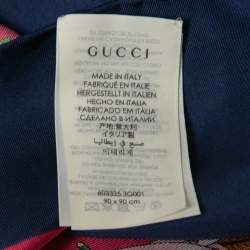 GUCCI
MADE IN ITALY
FABRIQUÉ EN ITALIE
HERGESTELLT IN ITALIEN
HECHO EN ITALIA
FABRICADO EM ITÁLIA
СДЕЛАНО В ИТАЛИИ
产地:意大利
イタリア製
صنع في إيطاليا
이태리제
3G001
90 x 90 cm